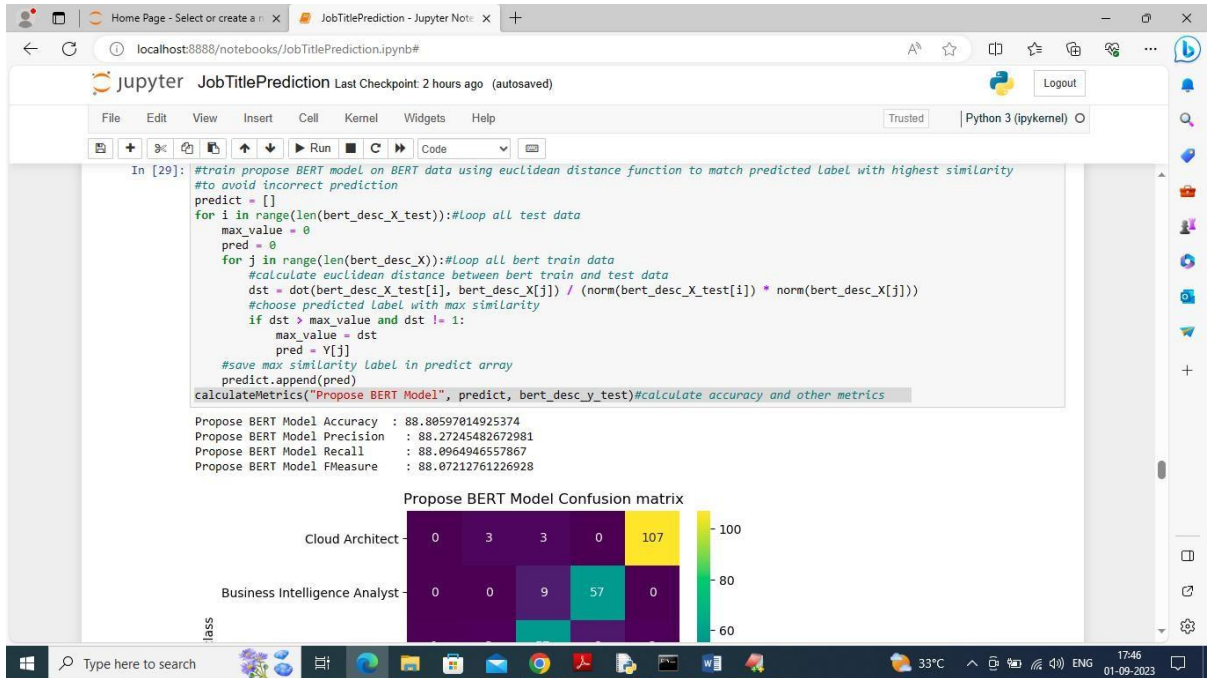 Home Page - Select or create a n
JobTitlePrediction - Jupyter Note
localhost:8888/notebooks/JobTitlePrediction.ipynb#
jupyter JobTitlePrediction Last Checkpoint: 2 hours ago (autosaved)
Logout
File Edit View Insert Cell Kernel Widgets Help
Trusted
Python 3 (ipykernel)
Run
Code
In [29]: #train propose BERT model on BERT data using euclidean distance function to match predicted label with highest similarity
#to avoid incorrect prediction
predict = []
for i in range(len(bert_desc_X_test)):#loop all test data
    max_value = 0
    pred = 0
    for j in range(len(bert_desc_X)):#loop all bert train data
        #calculate euclidean distance between bert train and test data
        dst = dot(bert_desc_X_test[i], bert_desc_X[j]) / (norm(bert_desc_X_test[i]) * norm(bert_desc_X[j]))
        #choose predicted label with max similarity
        if dst > max_value and dst != 1:
            max_value = dst
            pred = Y[j]
    #save max similarity label in predict array
    predict.append(pred)
calculateMetrics("Propose BERT Model", predict, bert_desc_y_test)#calculate accuracy and other metrics
Propose BERT Model Accuracy  : 88.80597014925374
Propose BERT Model Precision   : 88.27245482672981
Propose BERT Model Recall      : 88.0964946557867
Propose BERT Model FMeasure    : 88.07212761226928
Propose BERT Model Confusion matrix
Cloud Architect 0 3 3 0 107
100
Business Intelligence Analyst 0 0 9 57 0
80
60
lass
Type here to search
33°C
ENG
17:46
01-09-2023